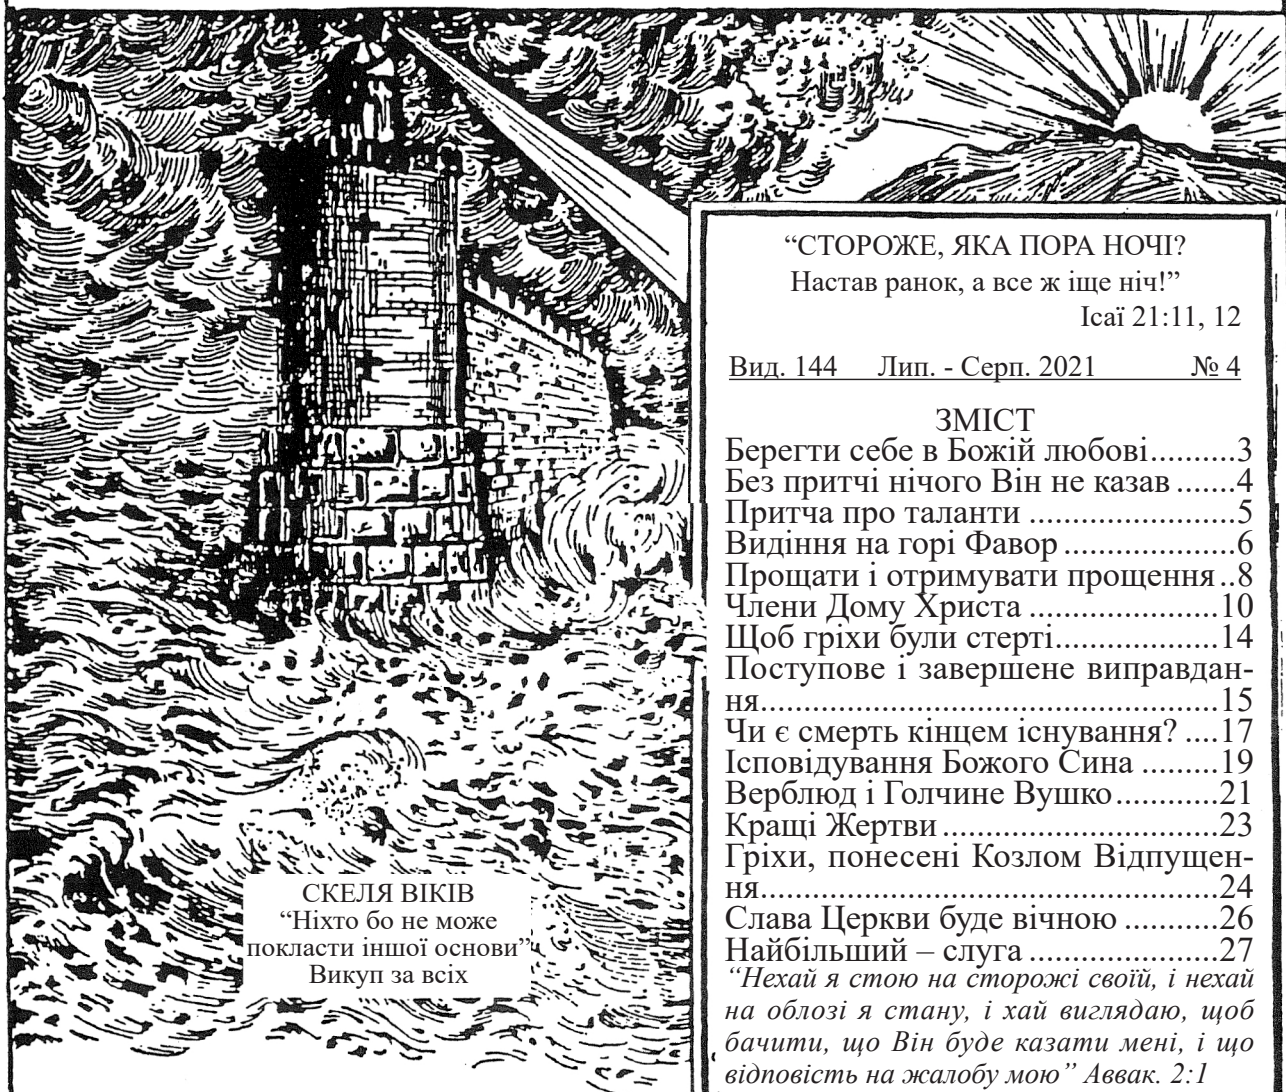 “СТОРОЖЕ, ЯКА ПОРА НОЧІ?
Настав ранок, а все ж іще ніч!”
Ісаї 21:11, 12
Вид. 144 Лип. - Серп. 2021 № 4
ЗМІСТ
Берегти себе в Божій любові..........3
Без притчі нічого Він не казав .......4
Притча про таланти .........................5
Видіння на горі Фавор .....................6
Прощати і отримувати прощення..8
Члени Дому Христа ......................10
Щоб гріхи були стерті...................14
Поступове і завершене виправдан-
ня......................................................15
Чи є смерть кінцем існування? ....17
Ісповідування Божого Сина .........19
Верблюд і Голчине Вушко............21
Кращі Жертви ................................23
Гріхи, понесені Козлом Відпущен-
ня......................................................24
Слава Церкви буде вічною ...........26
Найбільший – слуга ......................27
“Нехай я стою на сторожі своїй, і нехай
на облозі я стану, і хай виглядаю, щоб
бачити, що Він буде казати мені, і що
відповість на жалобу мою” Аввак. 2:1
СКЕЛЯ ВІКІВ
“Ніхто бо не може
покласти іншої основи”
Викуп за всіх